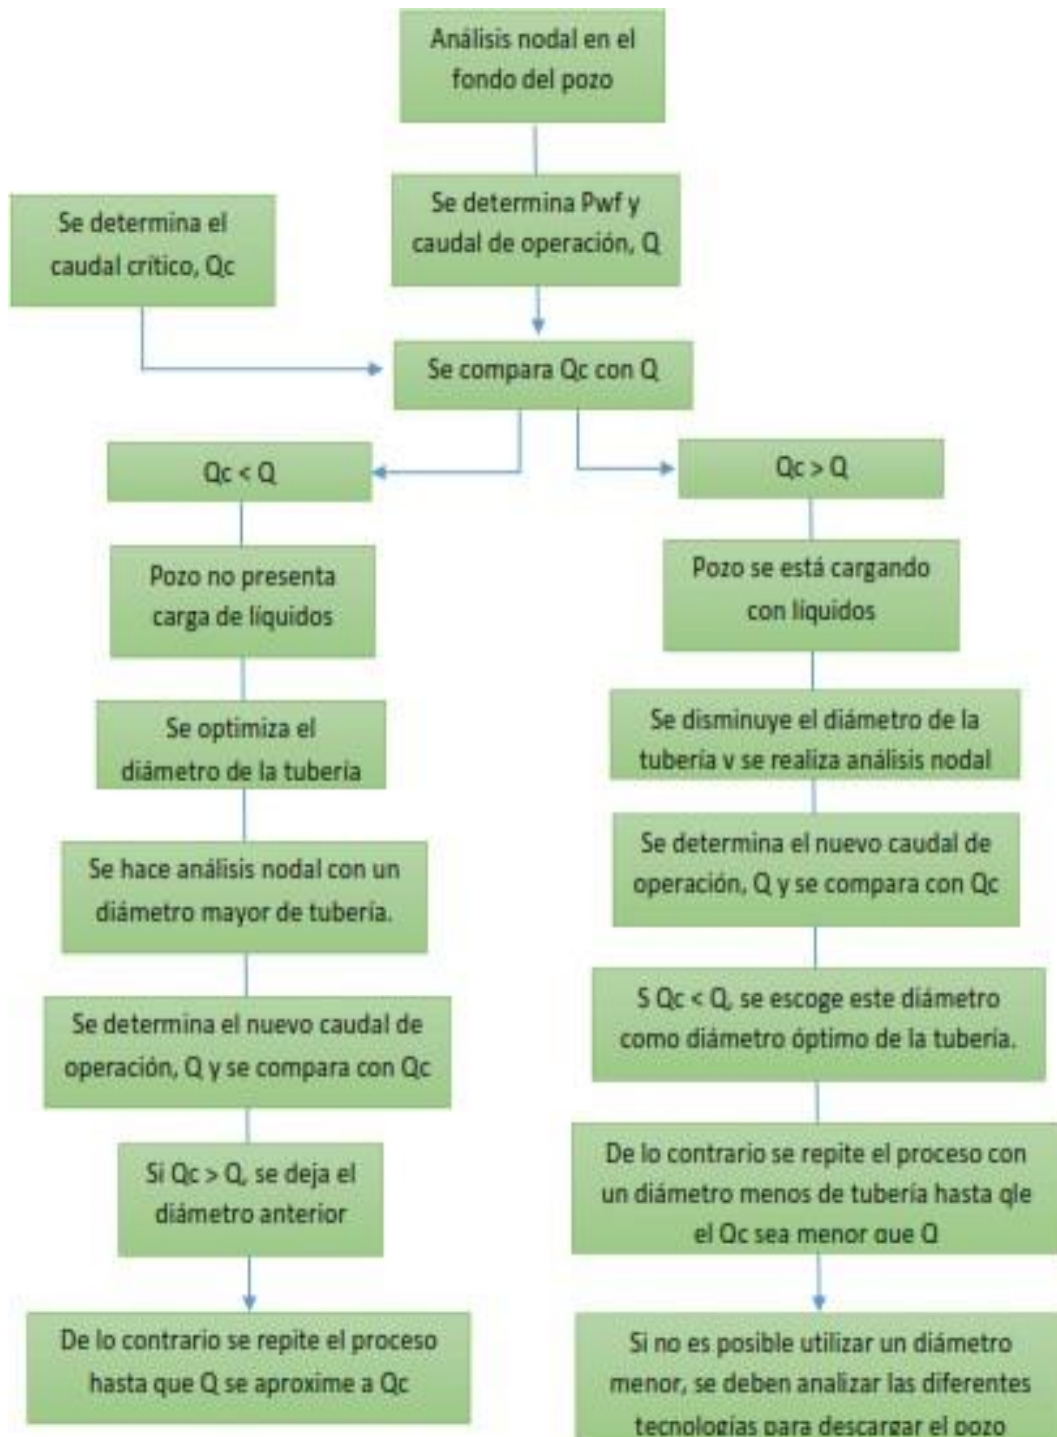 Análisis nodal en el
fondo del pozo
Se determina Pwf y
caudal de operación, Q
Se determina el
caudal crítico, Qc
Se compara Qc con Q
Qc < Q
Pozo no presenta
carga de líquidos
Se optimiza el
diámetro de la tubería
Se hace análisis nodal con un
diámetro mayor de tubería.
Se determina el nuevo caudal de
operación, Q y se compara con Qc
Si Qc > Q, se deja el
diámetro anterior
De lo contrario se repite el proceso
hasta que Q se aproxime a Qc
Qc > Q
Pozo se está cargando
con líquidos
Se disminuye el diámetro de la
tubería y se realiza análisis nodal
Se determina el nuevo caudal de
operación, Q y se compara con Qc
S Qc < Q, se escoge este diámetro
como diámetro óptimo de la tubería.
De lo contrario se repite el proceso con
un diámetro menos de tubería hasta qle
el Qc sea menor que Q
Si no es posible utilizar un diámetro
menor, se deben analizar las diferentes
tecnologías para descargar el pozo